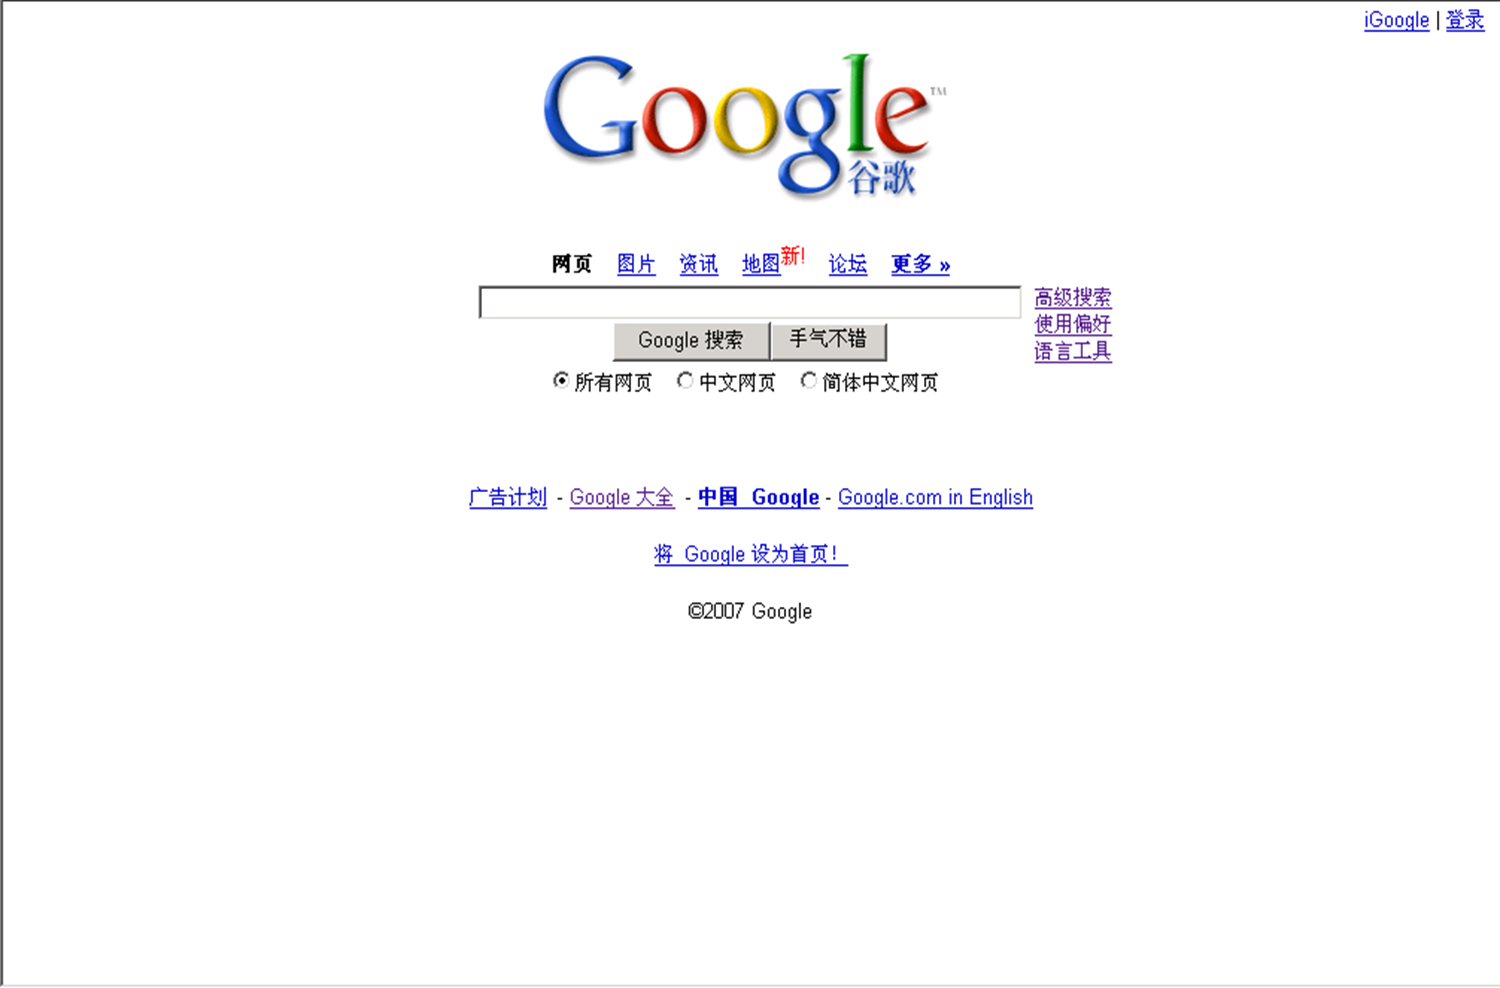 iGoogle | 登录
Google™
谷歌
网页 图片 资讯 地图新! 论坛 更多 »
高级搜索
使用偏好
语言工具
Google 搜索 手气不错
所有网页 中文网页 简体中文网页
广告计划 - Google 大全 - 中国 Google - Google.com in English
将 Google 设为首页!
©2007 Google